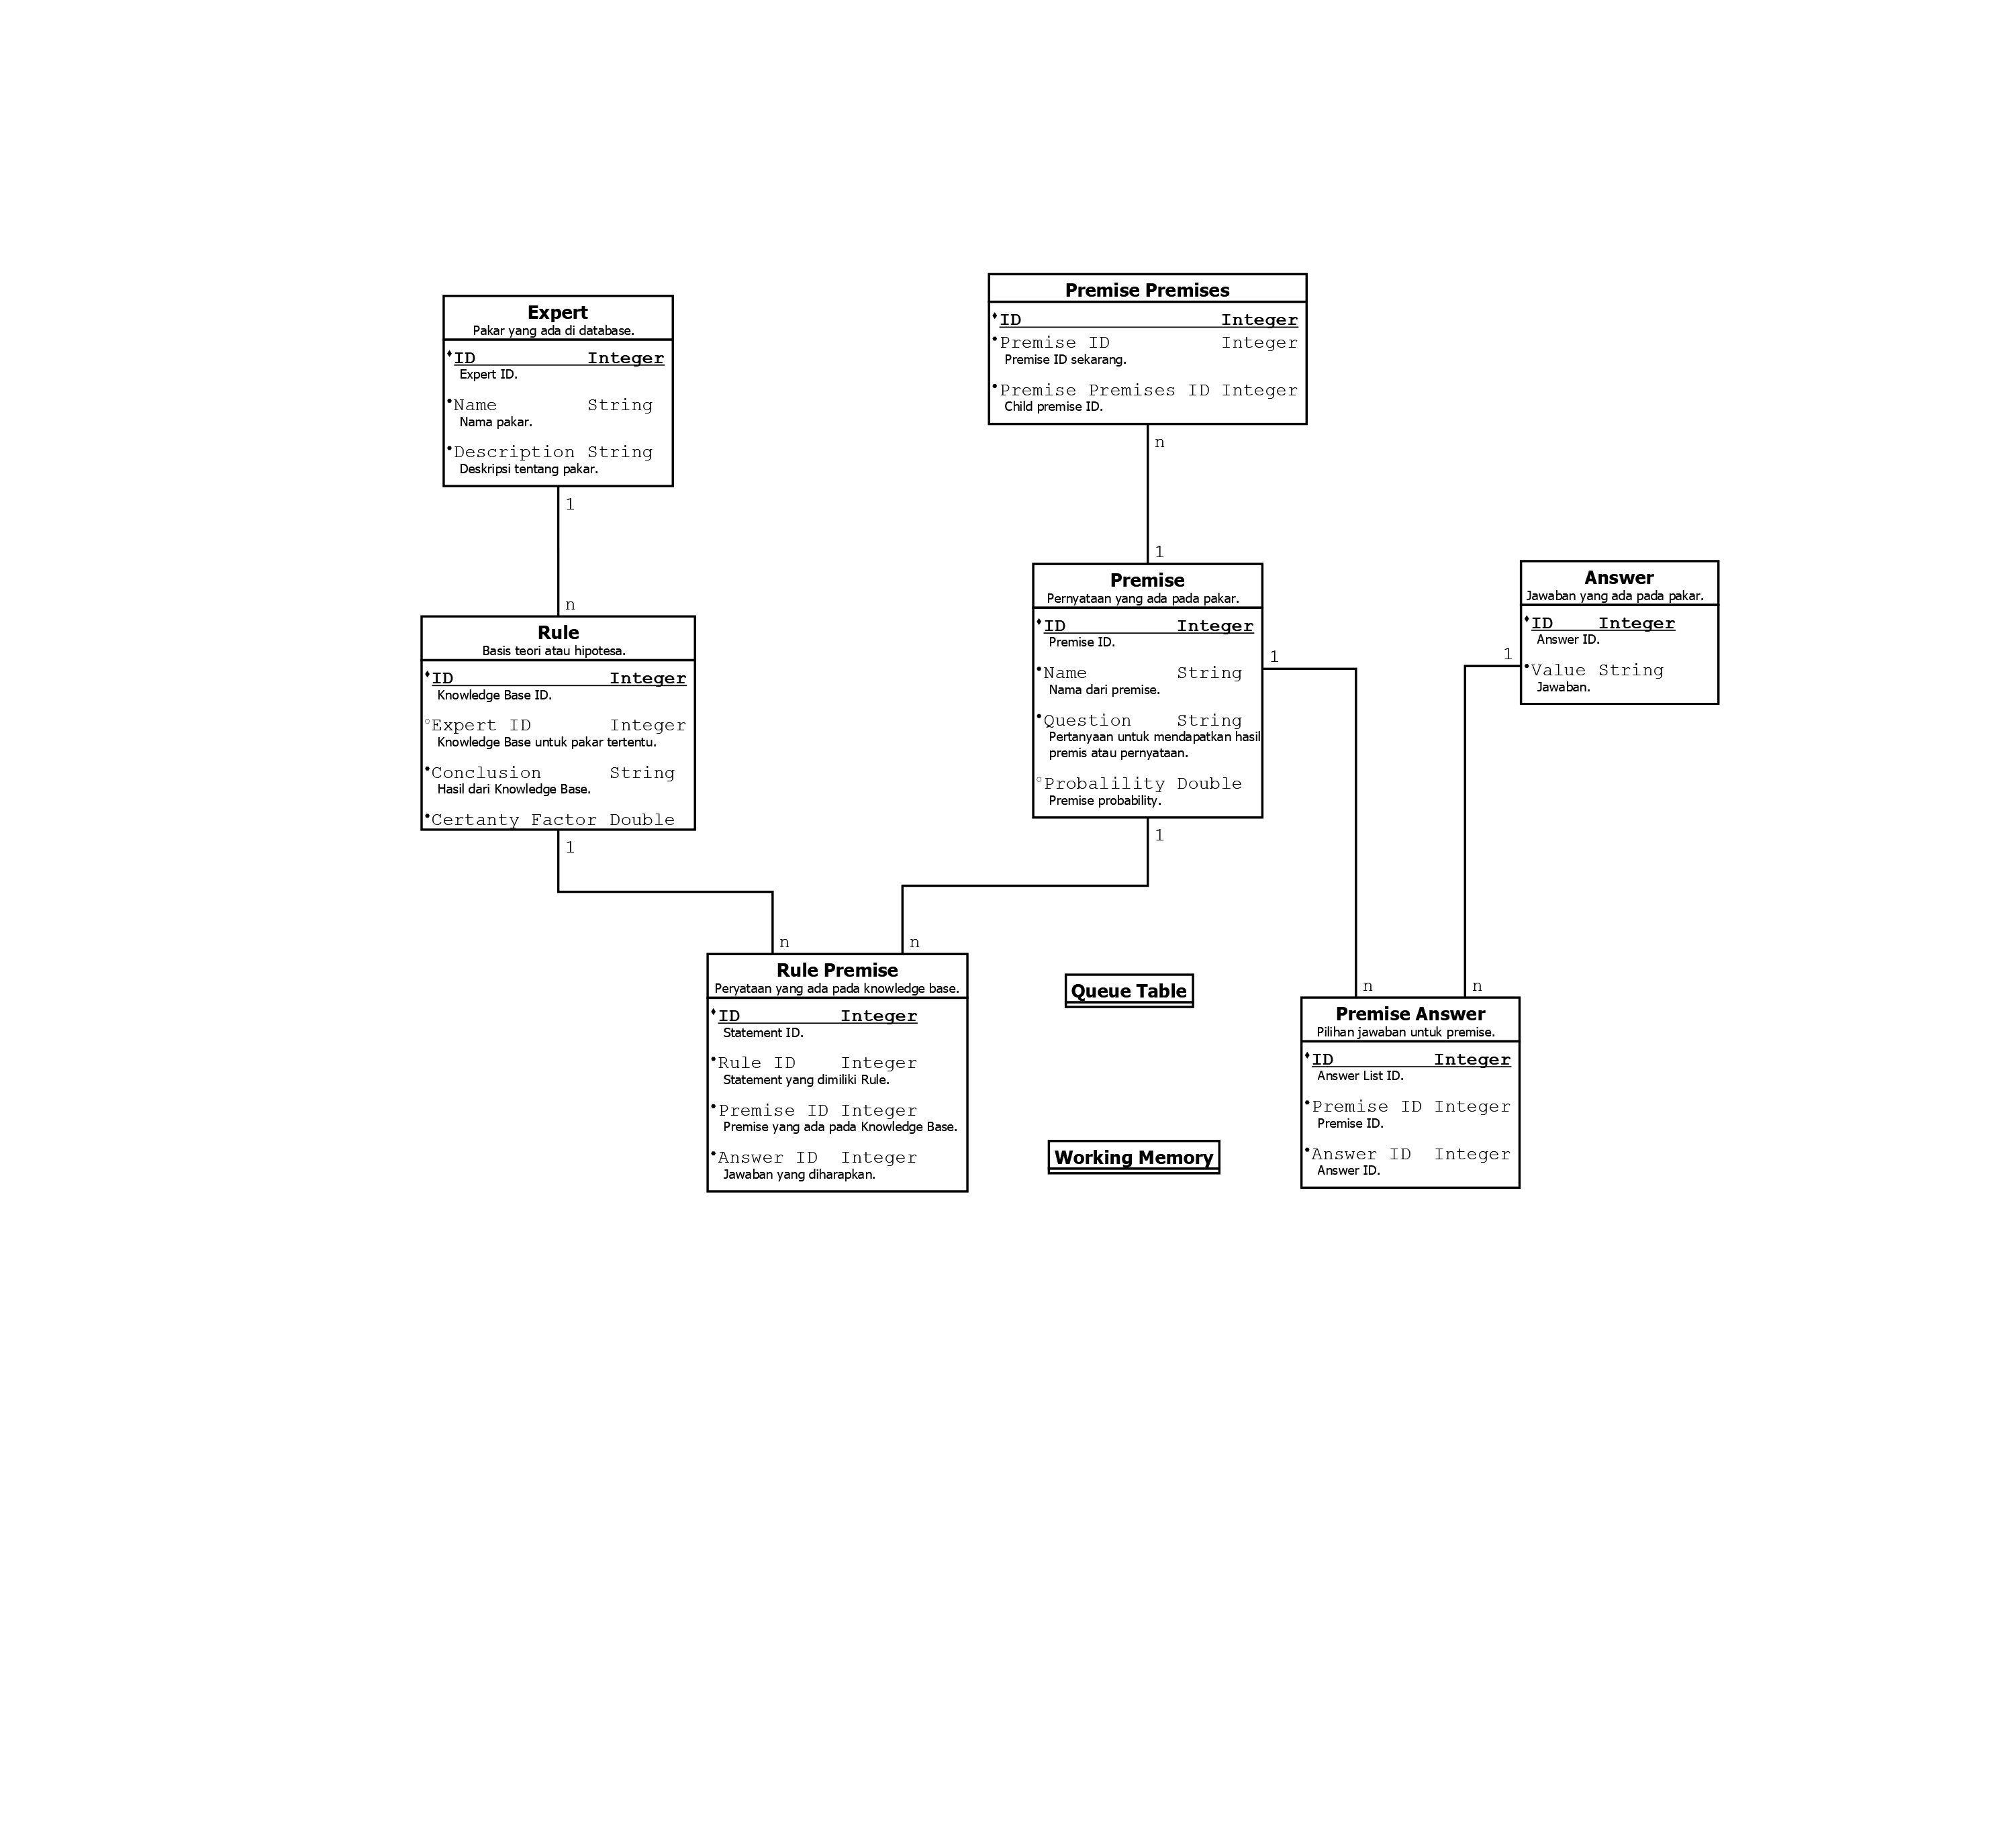 Premise Premises
ID Integer
Premise ID Integer
Premise ID sekarang.
Premise Premises ID Integer
Child premise ID.
n
1
Expert
Pakar yang ada di database.
ID Integer
Expert ID.
Name String
Nama pakar.
Description String
Deskripsi tentang pakar.
1
n
Rule
Basis teori atau hipotesa.
ID Integer
Knowledge Base ID.
Expert ID Integer
Knowledge Base untuk pakar tertentu.
Conclusion String
Hasil dari Knowledge Base.
Certanty Factor Double
1
n
Premise
Pernyataan yang ada pada pakar.
ID Integer
Premise ID.
Name String
Nama dari premise.
Question String
Pertanyaan untuk mendapatkan hasil
premis atau pernyataan.
Probalility Double
Premise probability.
1
1
n
Answer
Jawaban yang ada pada pakar.
ID Integer
Answer ID.
Value String
Jawaban.
1
n
Rule Premise
Peryataan yang ada pada knowledge base.
ID Integer
Statement ID.
Rule ID Integer
Statement yang dimiliki Rule.
Premise ID Integer
Premise yang ada pada Knowledge Base.
Answer ID Integer
Jawaban yang diharapkan.
Queue Table
Working Memory
n
Premise Answer
Pilihan jawaban untuk premise.
ID Integer
Answer List ID.
Premise ID Integer
Premise ID.
Answer ID Integer
Answer ID.